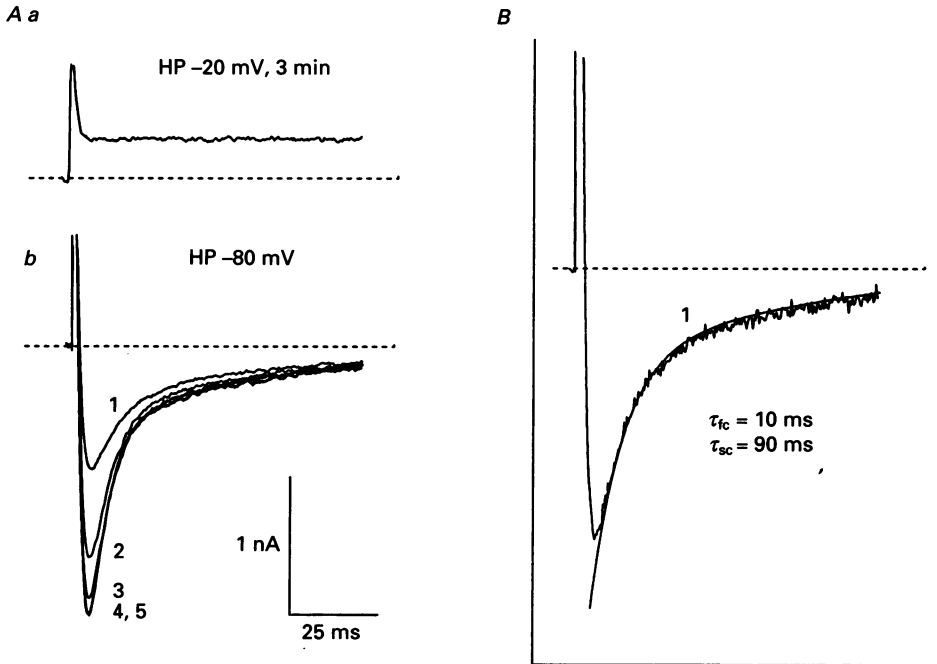 A a
HP –20 mV, 3 min
b
HP –80 mV
1
2
3
4, 5
1 nA
25 ms
B
1
τfc = 10 ms
τsc = 90 ms